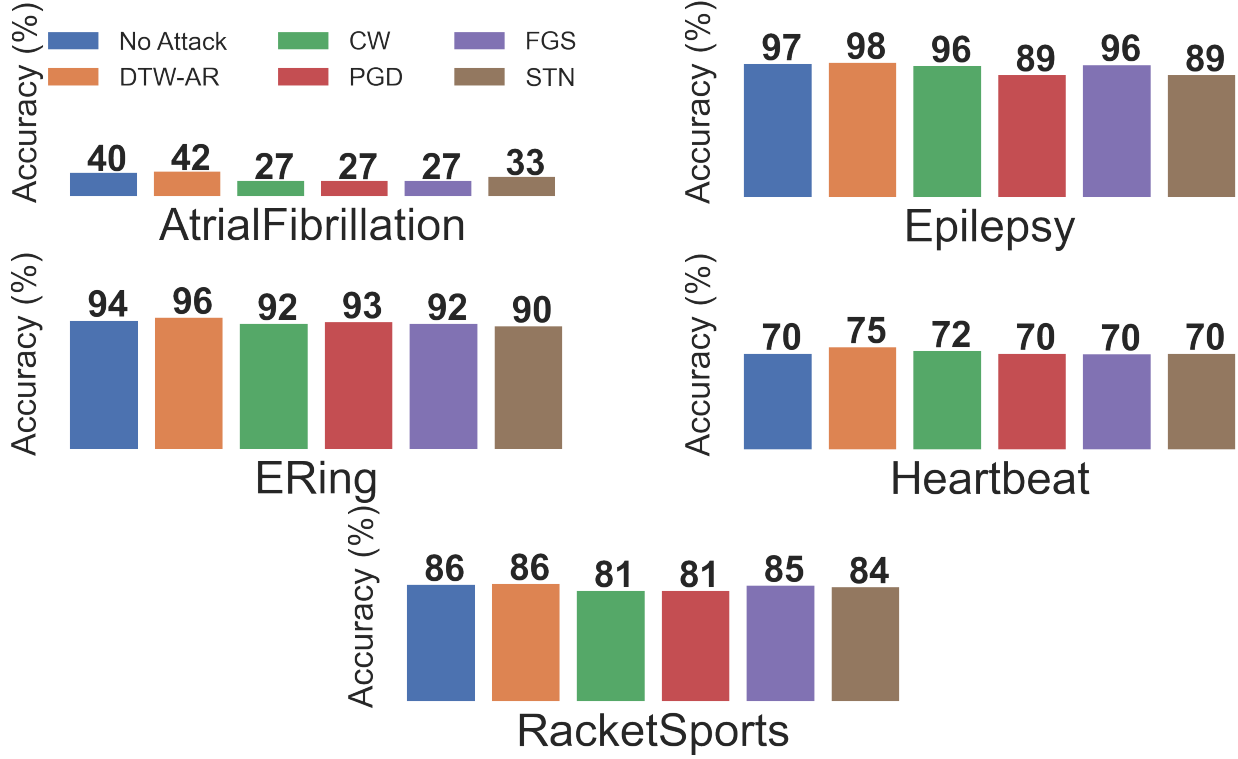 Accuracy (%)
No Attack CW FGS
DTW-AR PGD STN
40 42 27 27 27 33
AtrialFibrillation
Accuracy (%)
97 98 96 89 96 89
Epilepsy
Accuracy (%)
94 96 92 93 92 90
ERing
Accuracy (%)
70 75 72 70 70 70
Heartbeat
Accuracy (%)
86 86 81 81 85 84
RacketSports